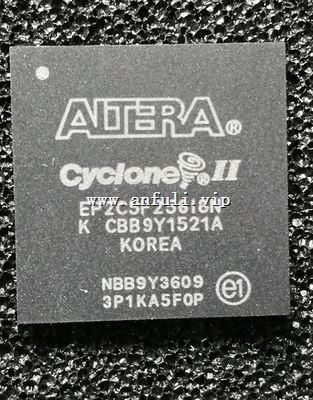 ALTERA®
Cyclone® II
K CBB9Y1521A
KOREA
NBB9Y3609
3P1KA5F0P
e1
www.anfuli.vip